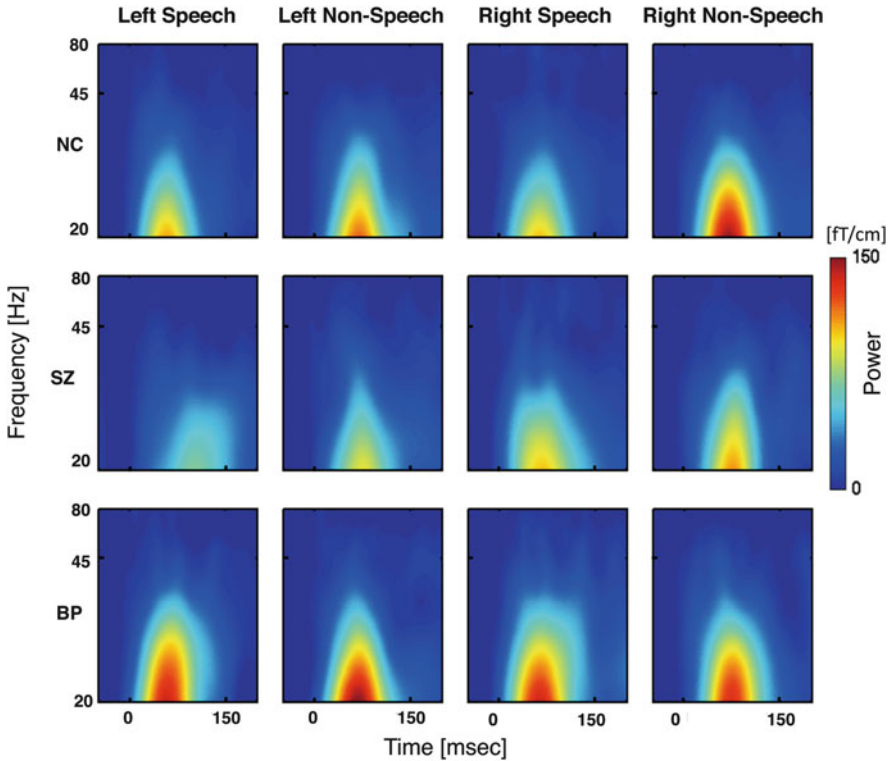 Left Speech Left Non-Speech Right Speech Right Non-Speech
80
45
NC
20
[fT/cm]
150
80
45
Frequency [Hz]
SZ
Power
20
0
80
45
BP
20
0 150 0 150 0 150 0 150
Time [msec]